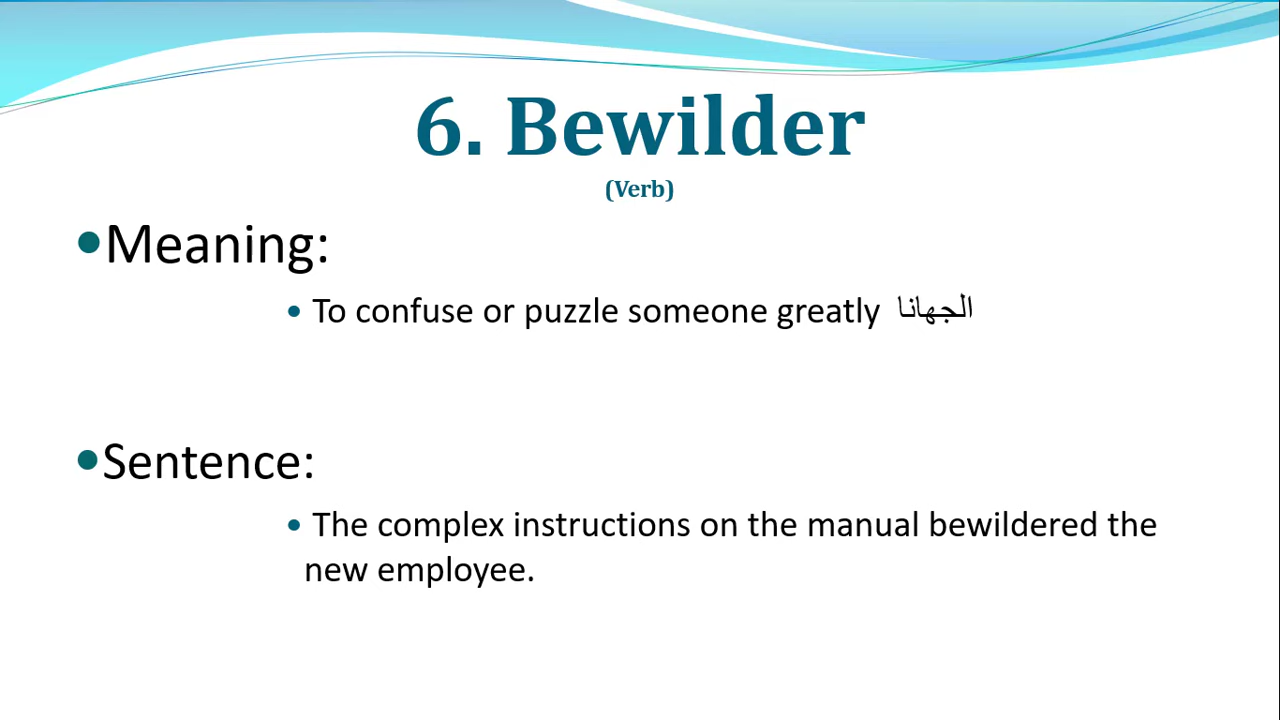 6. Bewilder
(Verb)
•Meaning:
• To confuse or puzzle someone greatly الجھانا
•Sentence:
• The complex instructions on the manual bewildered the
new employee.